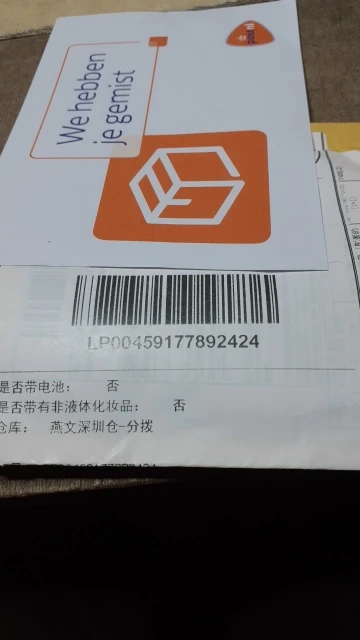 We hebben
je gemist
postnl
LP00459177892424
是否带电池： 否
是否带有非液体化妆品： 否
仓库： 燕文深圳仓-分拨